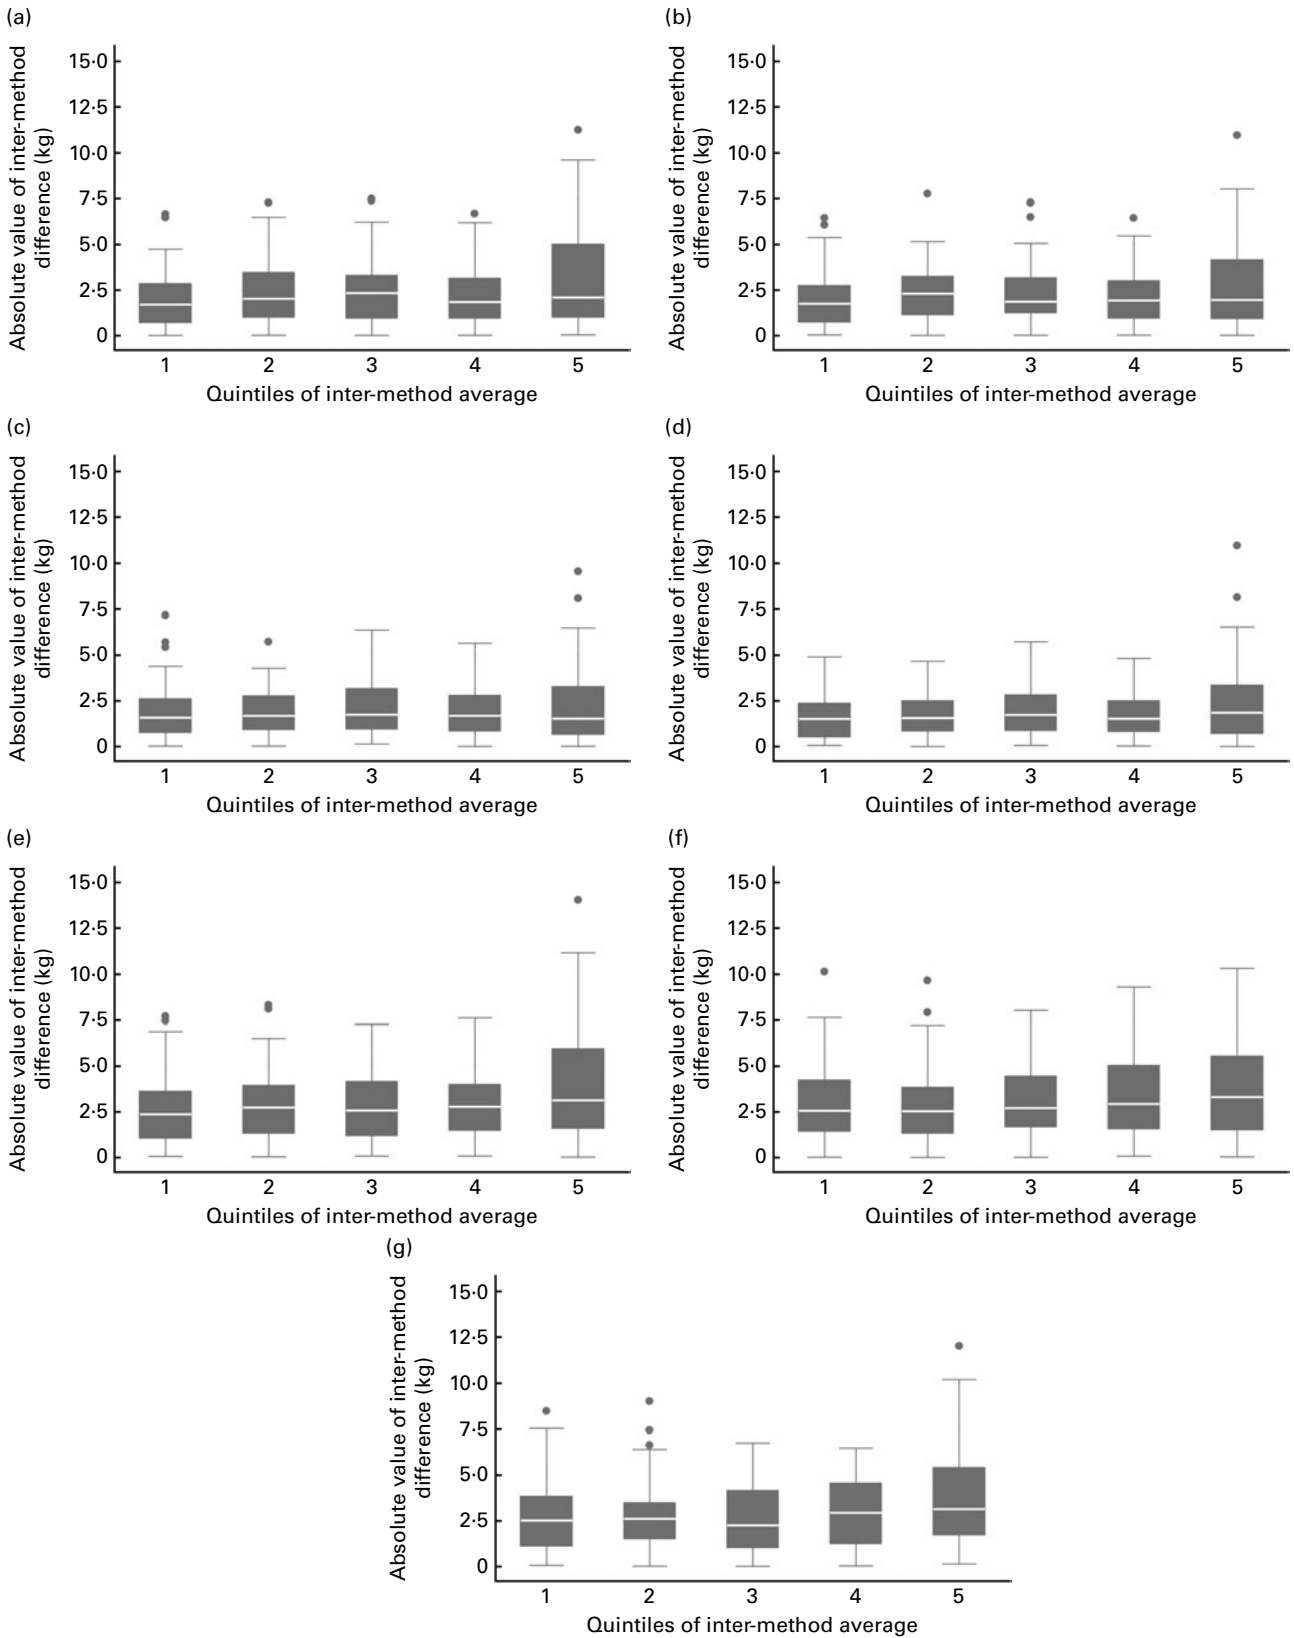 (a)
Absolute value of inter-method
difference (kg)
15·0
12·5
10·0
7·5
5·0
2·5
0
1 2 3 4 5
Quintiles of inter-method average
(b)
Absolute value of inter-method
difference (kg)
15·0
12·5
10·0
7·5
5·0
2·5
0
1 2 3 4 5
Quintiles of inter-method average
(c)
Absolute value of inter-method
difference (kg)
15·0
12·5
10·0
7·5
5·0
2·5
0
1 2 3 4 5
Quintiles of inter-method average
(d)
Absolute value of inter-method
difference (kg)
15·0
12·5
10·0
7·5
5·0
2·5
0
1 2 3 4 5
Quintiles of inter-method average
(e)
Absolute value of inter-method
difference (kg)
15·0
12·5
10·0
7·5
5·0
2·5
0
1 2 3 4 5
Quintiles of inter-method average
(f)
Absolute value of inter-method
difference (kg)
15·0
12·5
10·0
7·5
5·0
2·5
0
1 2 3 4 5
Quintiles of inter-method average
(g)
Absolute value of inter-method
difference (kg)
15·0
12·5
10·0
7·5
5·0
2·5
0
1 2 3 4 5
Quintiles of inter-method average